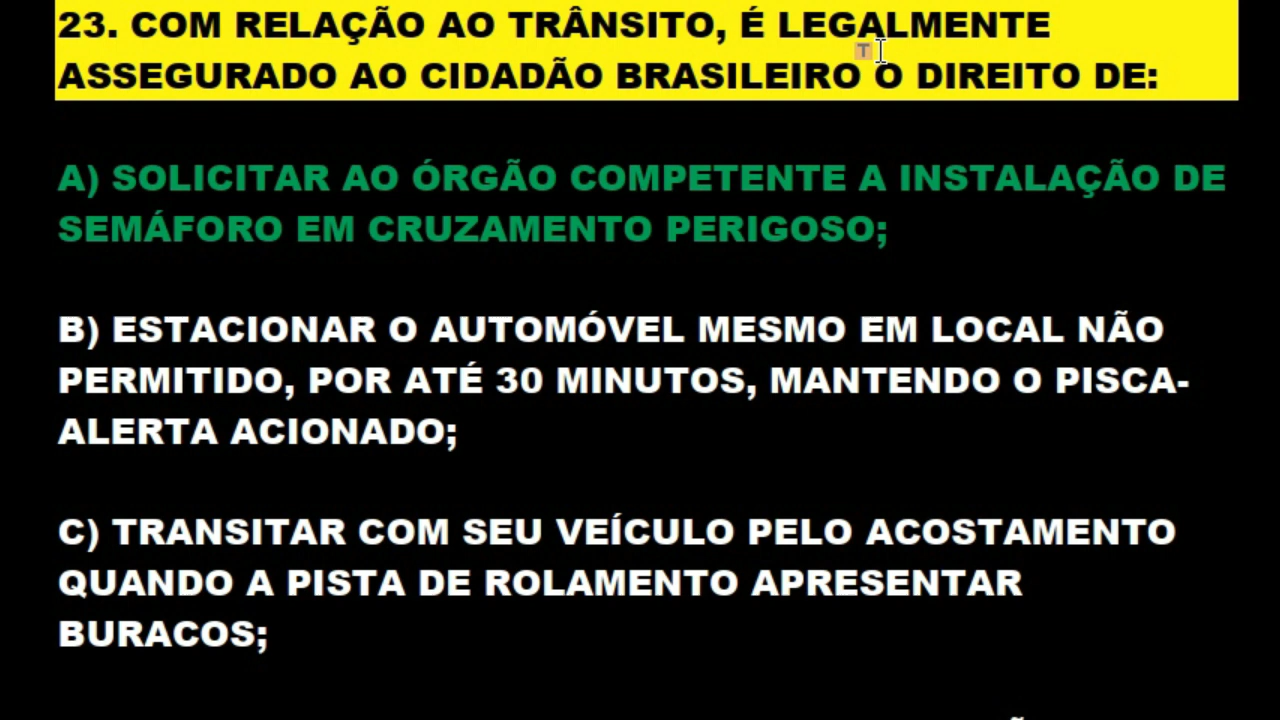 23. COM RELAÇÃO AO TRÂNSITO, É LEGALMENTE
ASSEGURADO AO CIDADÃO BRASILEIRO O DIREITO DE:
A) SOLICITAR AO ÓRGÃO COMPETENTE A INSTALAÇÃO DE
SEMÁFORO EM CRUZAMENTO PERIGOSO;
B) ESTACIONAR O AUTOMÓVEL MESMO EM LOCAL NÃO
PERMITIDO, POR ATÉ 30 MINUTOS, MANTENDO O PISCA-
ALERTA ACIONADO;
C) TRANSITAR COM SEU VEÍCULO PELO ACOSTAMENTO
QUANDO A PISTA DE ROLAMENTO APRESENTAR
BURACOS;